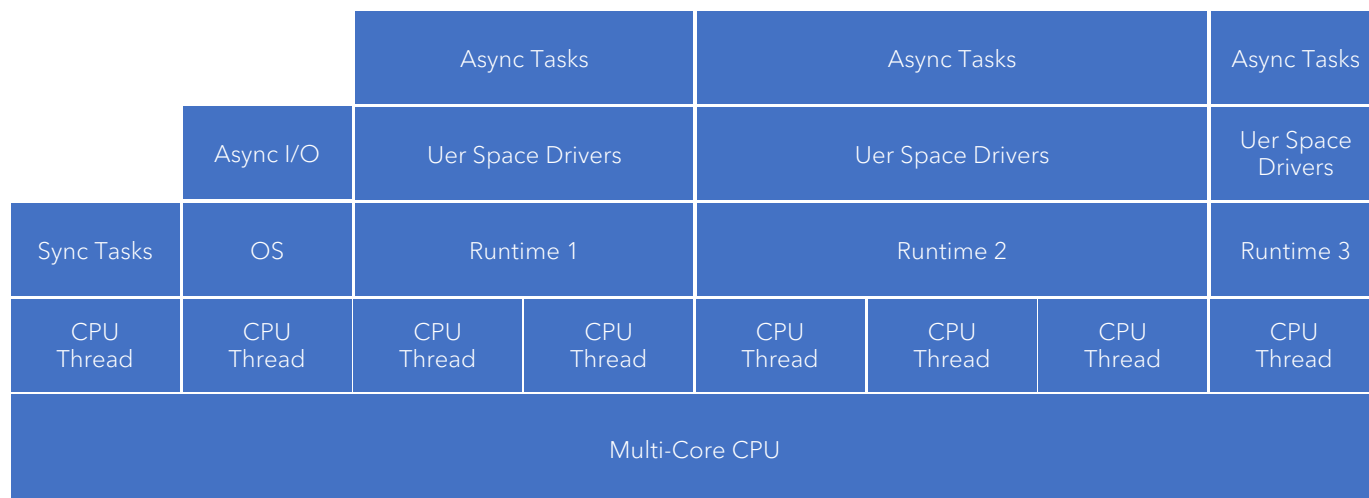 Async Tasks
Async Tasks
Async Tasks
Async I/O
Uer Space Drivers
Uer Space Drivers
Uer Space
Drivers
Sync Tasks
OS
Runtime 1
Runtime 2
Runtime 3
CPU
Thread
CPU
Thread
CPU
Thread
CPU
Thread
CPU
Thread
CPU
Thread
CPU
Thread
CPU
Thread
Multi-Core CPU